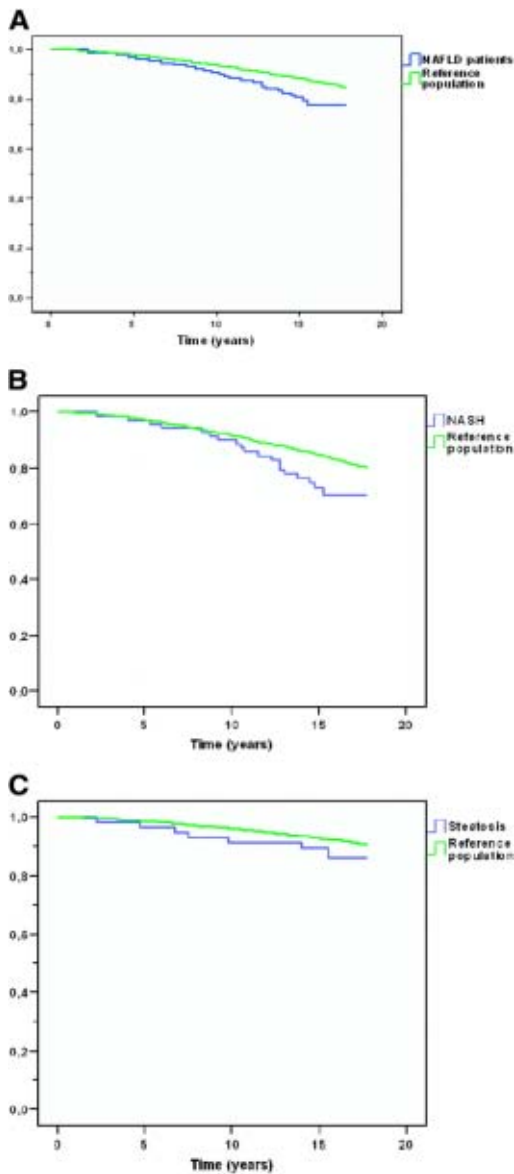 A
1,0
0,8
0,6
0,4
0,2
0,0
0 5 10 15 20
Time (years)
NAFLD patients
Reference
population
B
1,0
0,8
0,6
0,4
0,2
0,0
0 5 10 15 20
Time (years)
NASH
Reference
population
C
1,0
0,8
0,6
0,4
0,2
0,0
0 5 10 15 20
Time (years)
Steatosis
Reference
population